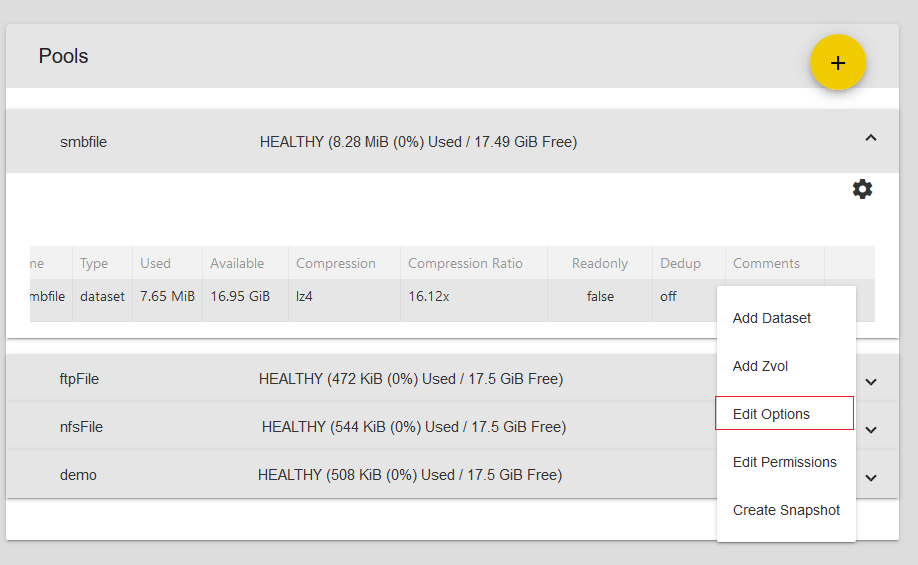 Pools
+
smbfile HEALTHY (8.28 MiB (0%) Used / 17.49 GiB Free)
me Type Used Available Compression Compression Ratio Readonly Dedup Comments
mbfile dataset 7.65 MiB 16.95 GiB lz4 16.12x false off
Add Dataset
Add Zvol
ftpFile HEALTHY (472 KiB (0%) Used / 17.5 GiB Free)
Edit Options
nfsFile HEALTHY (544 KiB (0%) Used / 17.5 GiB Free)
Edit Permissions
demo HEALTHY (508 KiB (0%) Used / 17.5 GiB Free)
Create Snapshot